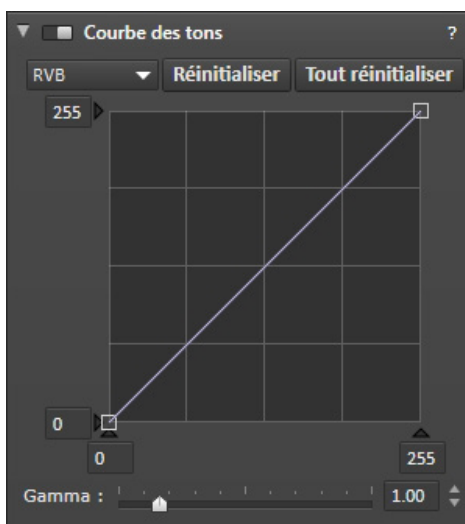 Courbe des tons ?
RVB Réinitialiser Tout réinitialiser
255
0
0 255
Gamma : 1.00